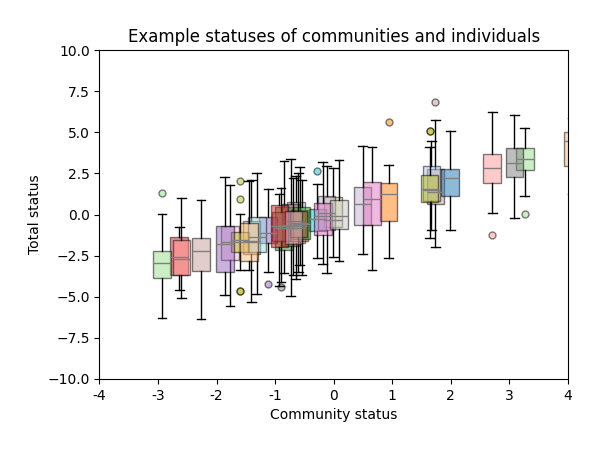 Example statuses of communities and individuals
10.0
7.5
5.0
2.5
0.0
−2.5
−5.0
−7.5
−10.0
Total status
-4 -3 -2 -1 0 1 2 3 4
Community status